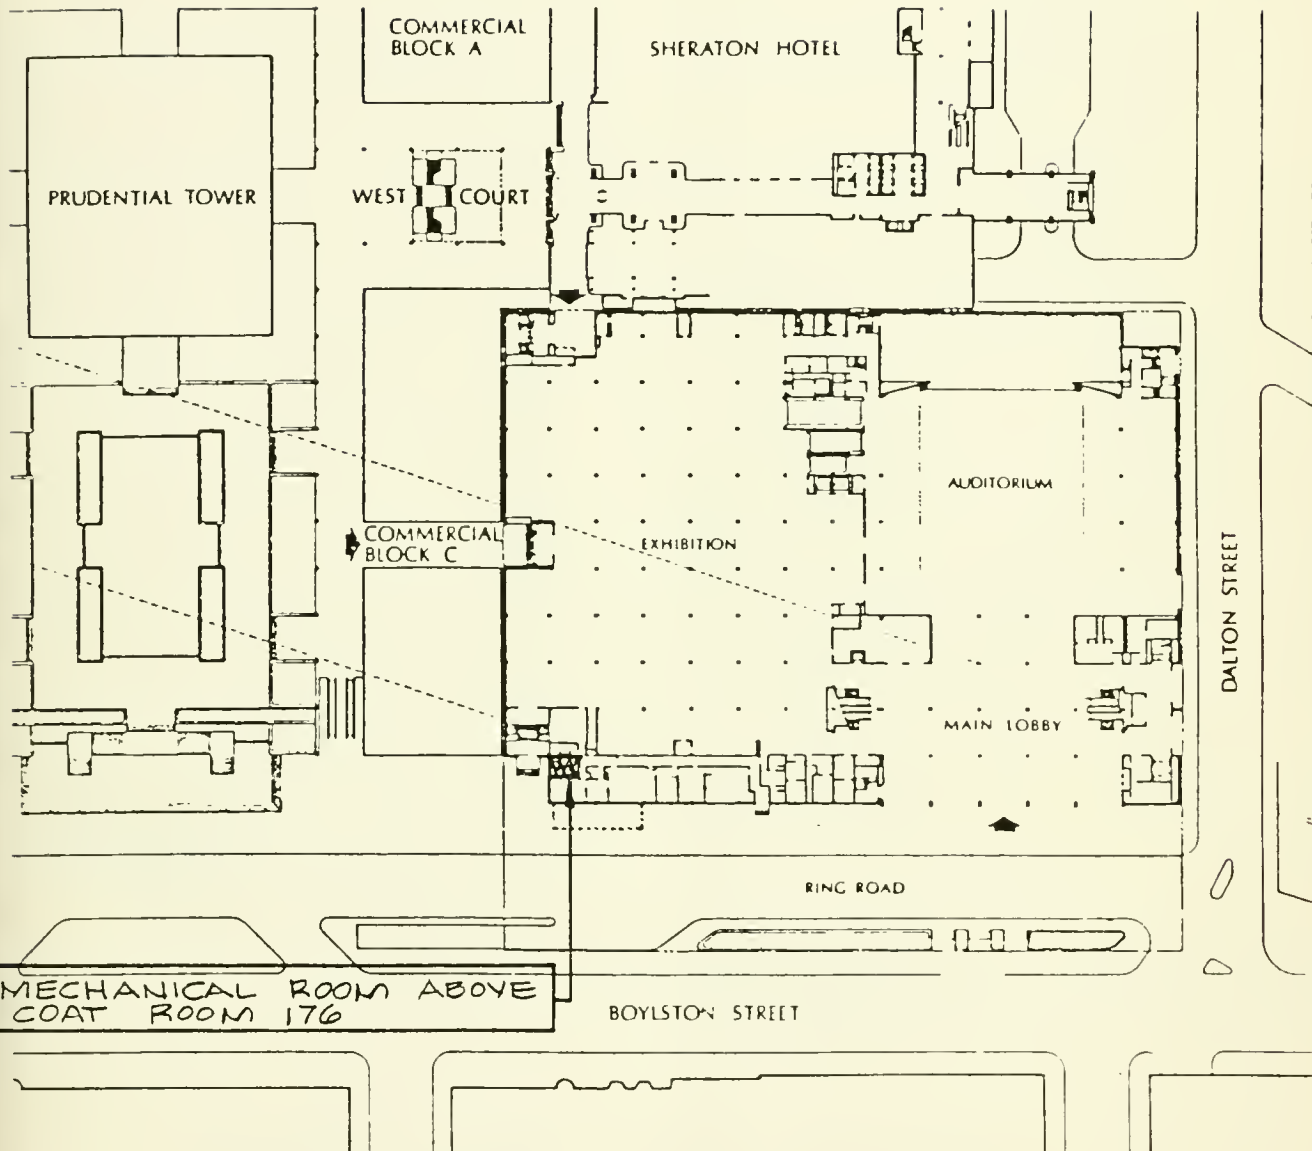 COMMERCIAL
BLOCK A
SHERATON HOTEL
PRUDENTIAL TOWER
WEST COURT
AUDITORIUM
COMMERCIAL
BLOCK C
EXHIBITION
DALTON STREET
MAIN LOBBY
RING ROAD
MECHANICAL ROOM ABOVE
COAT ROOM 176
BOYLSTON STREET